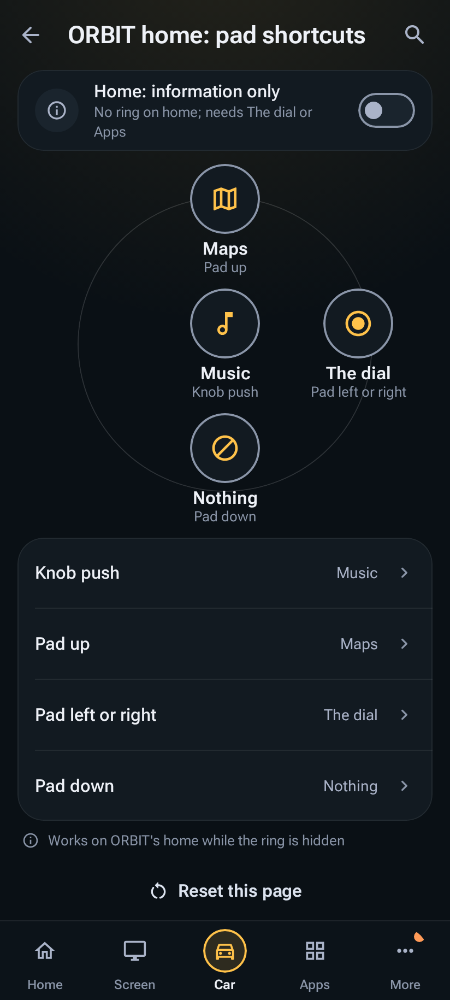 ORBIT home: pad shortcuts
Home: information only
No ring on home; needs The dial or
Apps
Maps
Pad up
Music
Knob push
The dial
Pad left or right
Nothing
Pad down
Knob push Music
Pad up Maps
Pad left or right The dial
Pad down Nothing
Works on ORBIT's home while the ring is hidden
Reset this page
Home Screen Car Apps More